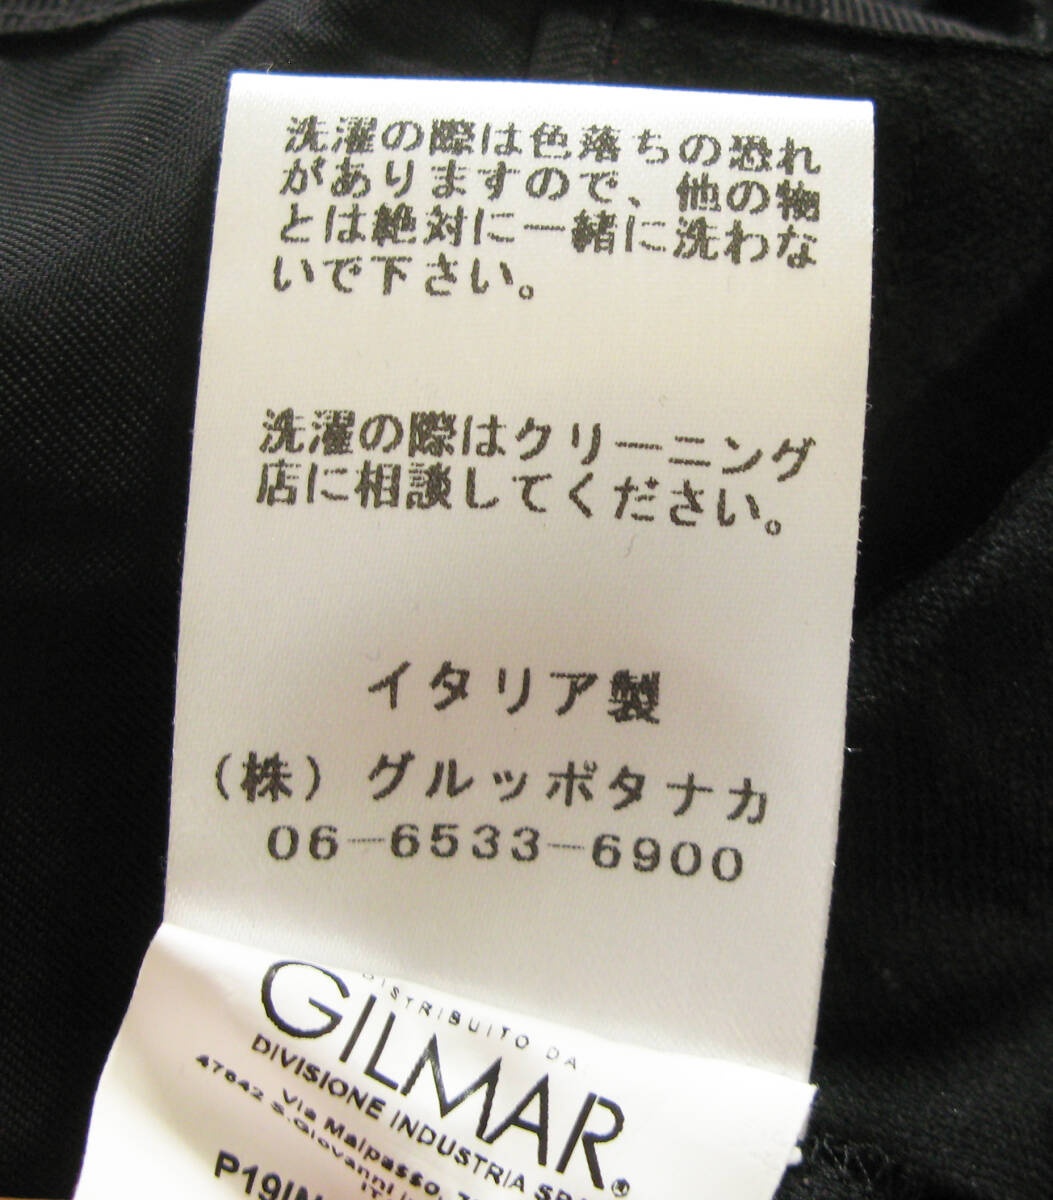 洗濯の際は色落ちの恐れ
がありますので、他の物
とは絶対に一緒に洗わな
いで下さい。
洗濯の際はクリーニング
店に相談してください。
イタリア製
（株）グルッポタナカ
06-6533-6900
DISTRIBUITO DA
GILMAR®
DIVISIONE INDUSTRIA SPA
Via Malpasso,
47842 S.Giovanni
P19IN